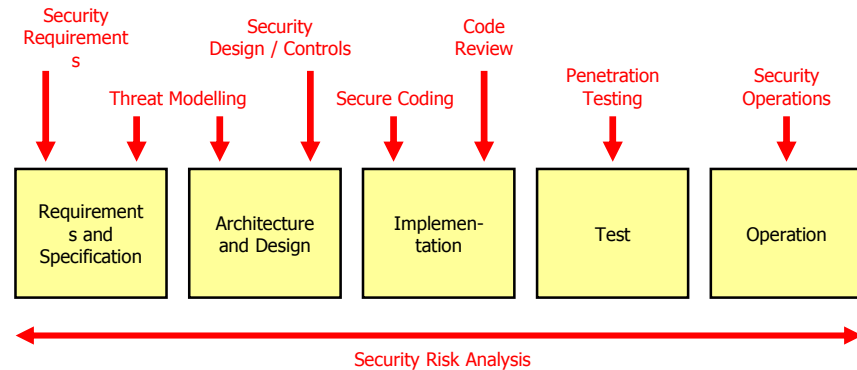 Security
Requirement
s
Security
Design / Controls
Code
Review
Threat Modelling
Secure Coding
Penetration
Testing
Security
Operations
Requirement
s and
Specification
Architecture
and Design
Implemen-
tation
Test
Operation
Security Risk Analysis